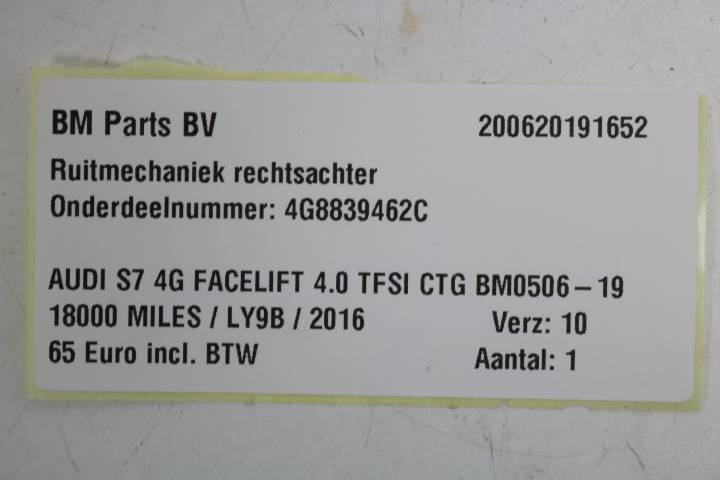 BM Parts BV 200620191652
Ruitmechaniek rechtsachter
Onderdeelnummer: 4G8839462C
AUDI S7 4G FACELIFT 4.0 TFSI CTG BM0506-19
18000 MILES / LY9B / 2016 Verz: 10
65 Euro incl. BTW Aantal: 1